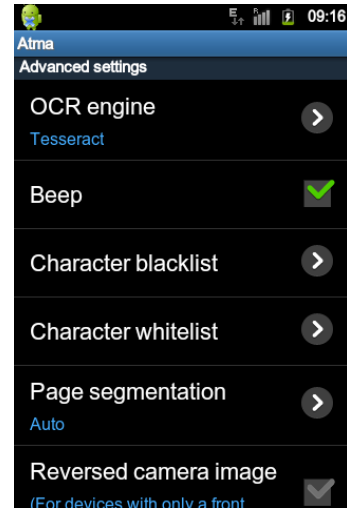 E R 09:16
Atma
Advanced settings
OCR engine
Tesseract
Beep
Character blacklist
Character whitelist
Page segmentation
Auto
Reversed camera image
(For devices with only a front